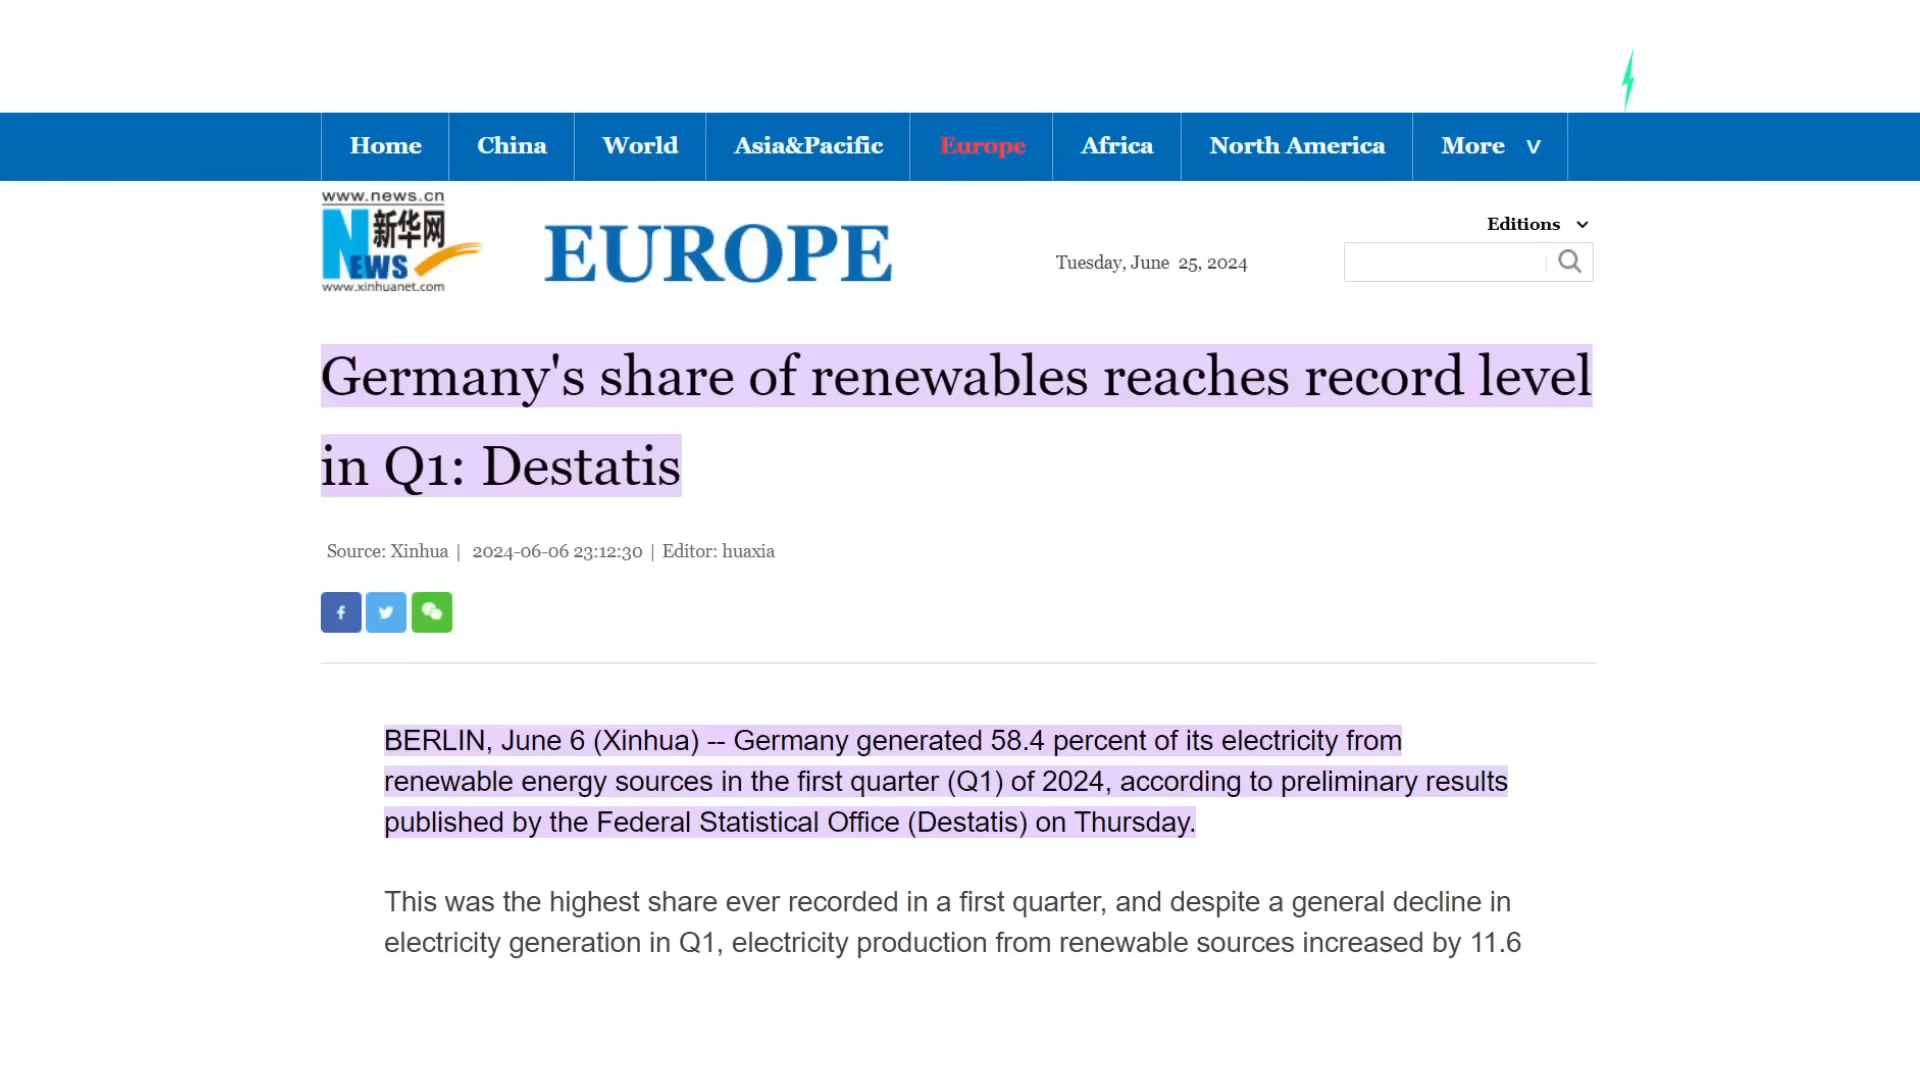 Home China World Asia&Pacific Europe Africa North America More v
www.news.cn
新华网
NEWS
www.xinhuanet.com
EUROPE
Tuesday, June 25, 2024
Editions
Germany's share of renewables reaches record level
in Q1: Destatis
Source: Xinhua | 2024-06-06 23:12:30 | Editor: huaxia
BERLIN, June 6 (Xinhua) -- Germany generated 58.4 percent of its electricity from
renewable energy sources in the first quarter (Q1) of 2024, according to preliminary results
published by the Federal Statistical Office (Destatis) on Thursday.
This was the highest share ever recorded in a first quarter, and despite a general decline in
electricity generation in Q1, electricity production from renewable sources increased by 11.6